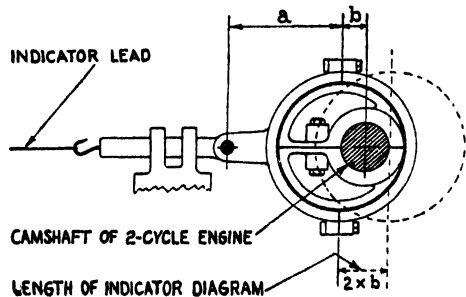 a
b
INDICATOR LEAD
CAMSHAFT OF 2-CYCLE ENGINE
LENGTH OF INDICATOR DIAGRAM
2×b